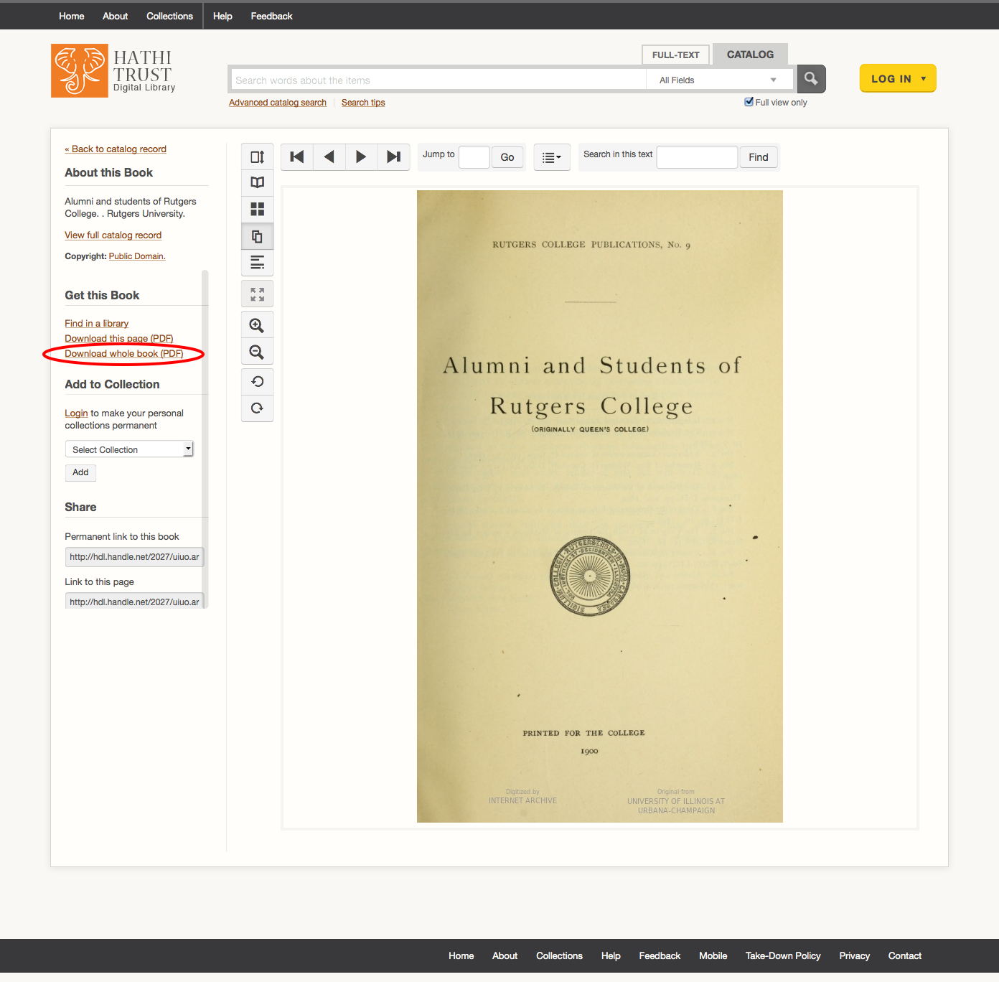 Home About Collections Help Feedback
HATHI
TRUST
Digital Library
FULL-TEXT CATALOG
Search words about the items All Fields
LOG IN
Advanced catalog search Search tips Full view only
« Back to catalog record
About this Book
Alumni and students of Rutgers
College. . Rutgers University.
View full catalog record
Copyright: Public Domain.
Get this Book
Find in a library
Download this page (PDF)
Download whole book (PDF)
Add to Collection
Login to make your personal
collections permanent
Select Collection
Add
Share
Permanent link to this book
http://hdl.handle.net/2027/uiuo.ar
Link to this page
http://hdl.handle.net/2027/uiuo.ar
Jump to Go Search in this text Find
RUTGERS COLLEGE PUBLICATIONS, No. 9
Alumni and Students of
Rutgers College
(ORIGINALLY QUEEN'S COLLEGE)
PRINTED FOR THE COLLEGE
1900
Digitized by
INTERNET ARCHIVE
Original from
UNIVERSITY OF ILLINOIS AT
URBANA-CHAMPAIGN
Home About Collections Help Feedback Mobile Take-Down Policy Privacy Contact